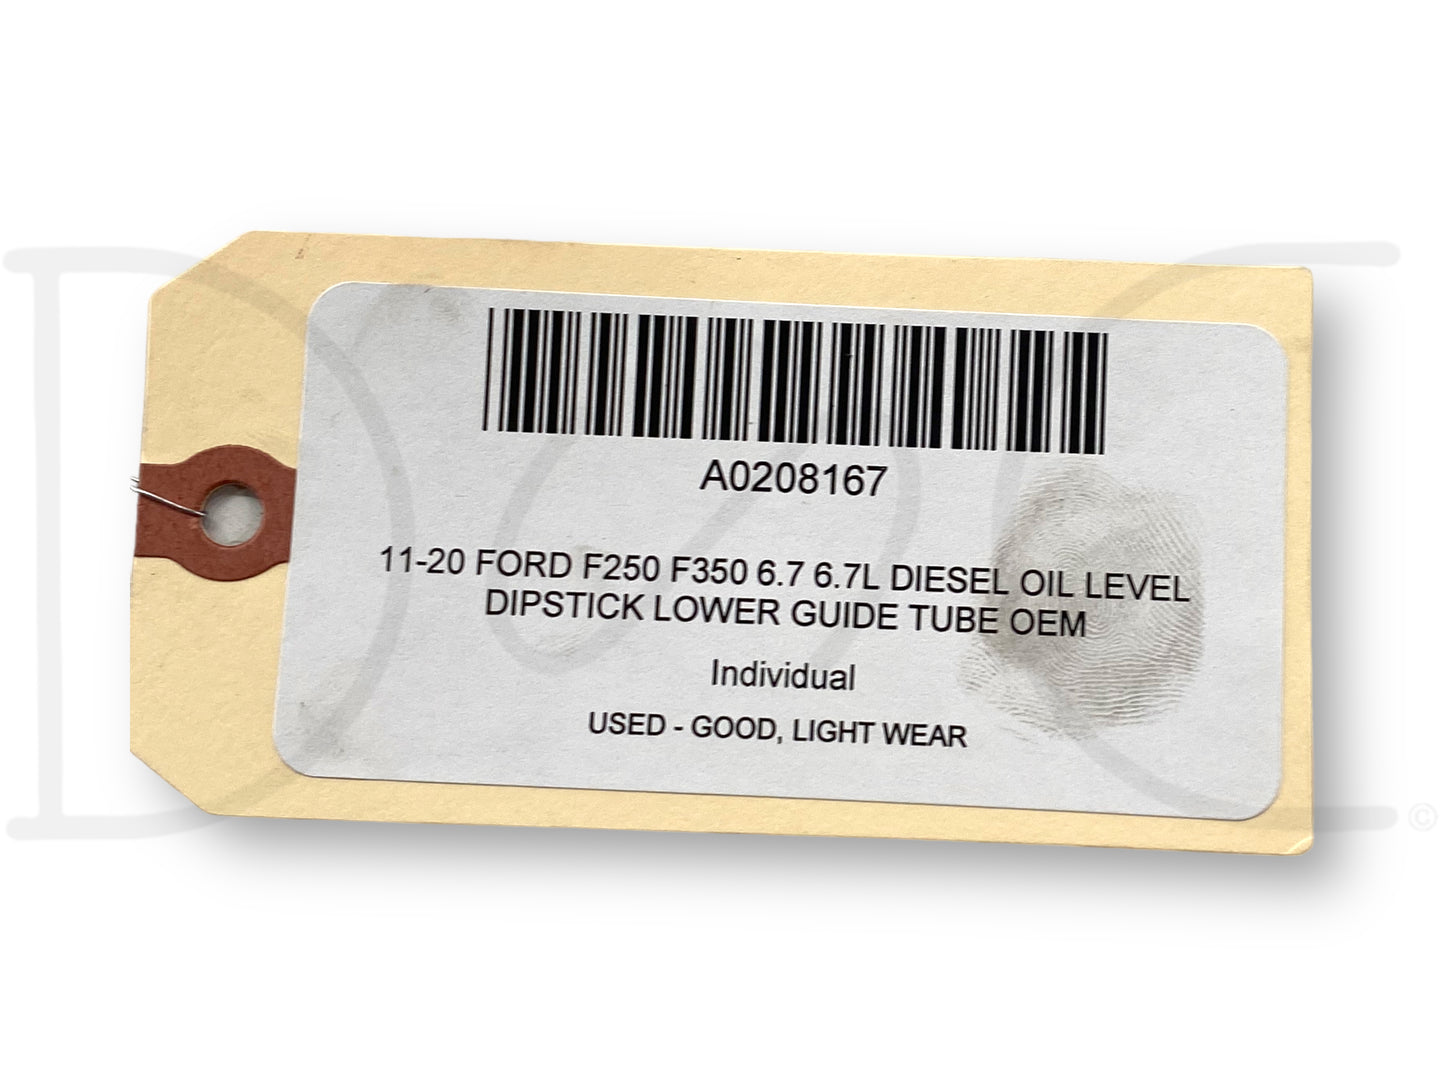 A0208167
11-20 FORD F250 F350 6.7 6.7L DIESEL OIL LEVEL
DIPSTICK LOWER GUIDE TUBE OEM
Individual
USED - GOOD, LIGHT WEAR
©